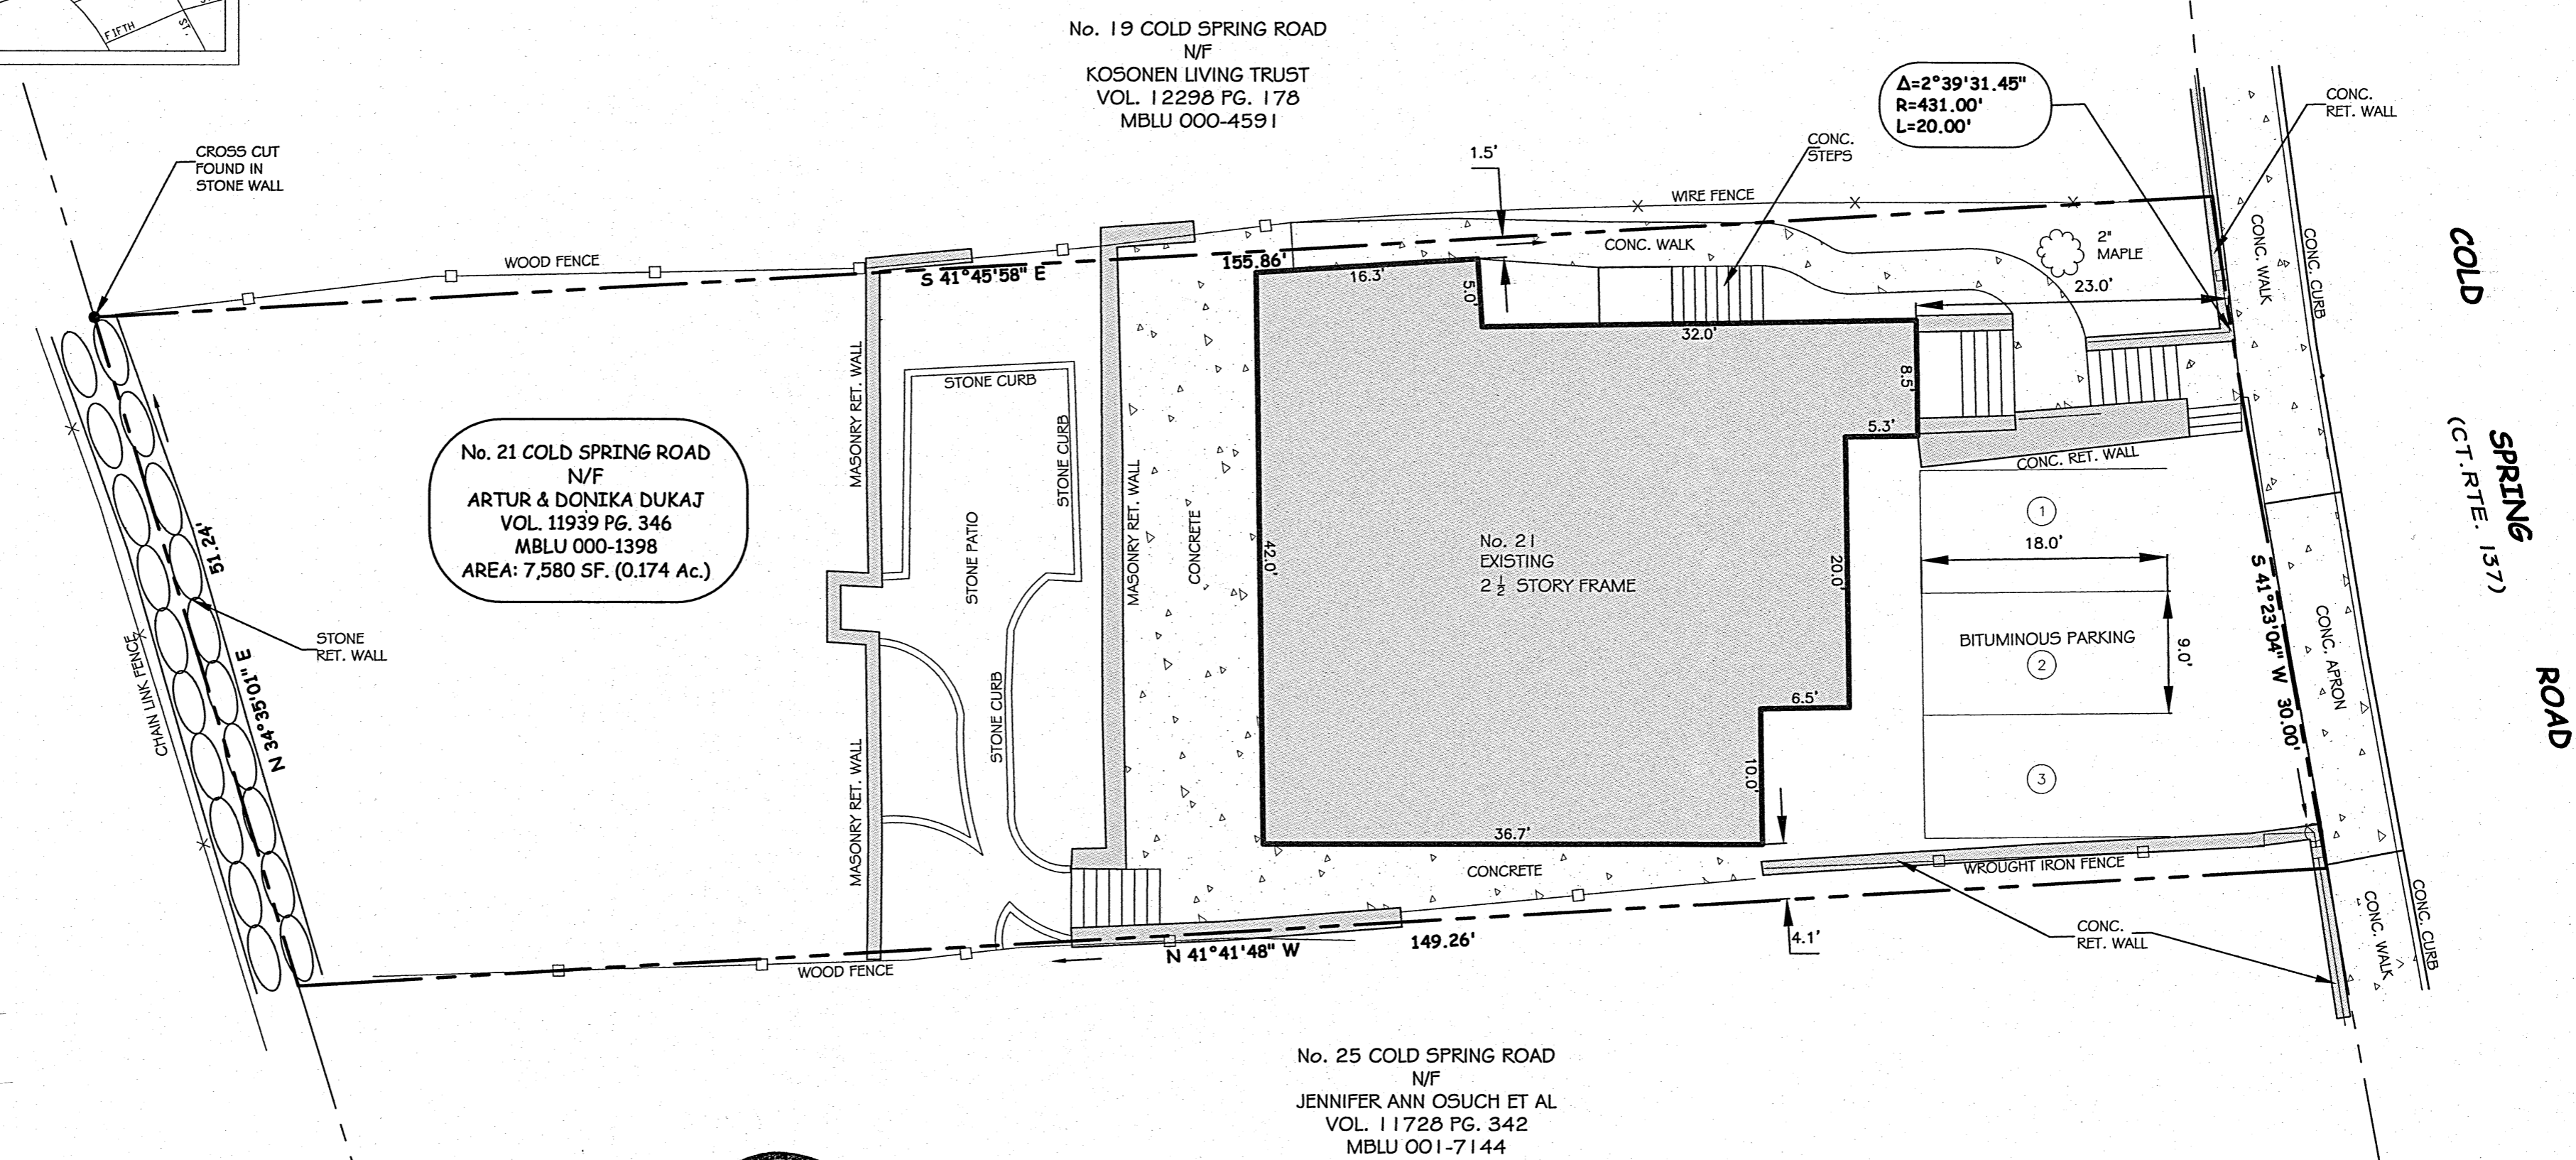 FIFTH
ST.
No. 19 COLD SPRING ROAD
N/F
KOSONEN LIVING TRUST
VOL. 12298 PG. 178
MBLU 000-4591
Δ=2°39'31.45"
R=431.00'
L=20.00'
CONC.
RET. WALL
CROSS CUT
FOUND IN
STONE WALL
1.5'
CONC.
STEPS
WIRE FENCE
WOOD FENCE
S 41°45'58" E
155.86'
CONC. WALK
2"
MAPLE
23.0'
CONC. WALK
CONC. CURB
COLD
SPRING
ROAD
(CT.RTE. 137)
16.3'
5.0'
32.0'
8.5'
5.3'
CONC. RET. WALL
MASONRY RET. WALL
STONE CURB
STONE CURB
MASONRY RET. WALL
STONE PATIO
CONCRETE
No. 21 COLD SPRING ROAD
N/F
ARTUR & DONIKA DUKAJ
VOL. 11939 PG. 346
MBLU 000-1398
AREA: 7,580 SF. (0.174 Ac.)
51.24'
N 34°35'01" E
STONE
RET. WALL
CHAIN LINK FENCE
42.0'
No. 21
EXISTING
2 ½ STORY FRAME
20.0'
1
18.0'
BITUMINOUS PARKING
2
9.0'
3
S 41°23'04" W 30.00'
CONC. APRON
6.5'
10.0'
36.7'
STONE CURB
MASONRY RET. WALL
CONCRETE
WROUGHT IRON FENCE
4.1'
CONC.
RET. WALL
CONC. WALK
CONC. CURB
WOOD FENCE
N 41°41'48" W
149.26'
No. 25 COLD SPRING ROAD
N/F
JENNIFER ANN OSUCH ET AL
VOL. 11728 PG. 342
MBLU 001-7144